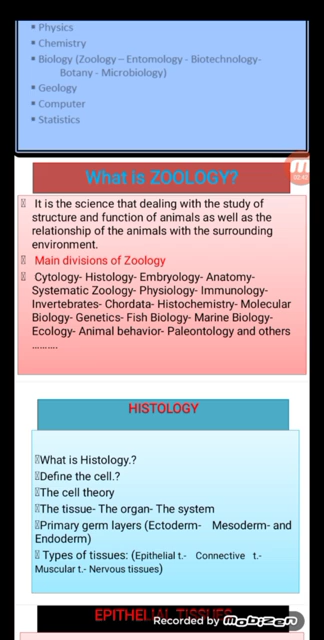 Physics
Chemistry
Biology (Zoology – Entomology - Biotechnology-
Botany - Microbiology)
Geology
Computer
Statistics
What is ZOOLOGY?
It is the science that dealing with the study of
structure and function of animals as well as the
relationship of the animals with the surrounding
environment.
Main divisions of Zoology
Cytology- Histology- Embryology- Anatomy-
Systematic Zoology- Physiology- Immunology-
Invertebrates- Chordata- Histochemistry- Molecular
Biology- Genetics- Fish Biology- Marine Biology-
Ecology- Animal behavior- Paleontology and others
..........
HISTOLOGY
What is Histology.?
Define the cell.?
The cell theory
The tissue- The organ- The system
Primary germ layers (Ectoderm- Mesoderm- and
Endoderm)
Types of tissues: (Epithelial t.- Connective t.-
Muscular t.- Nervous tissues)
EPITHELIAL TISSUES
Recorded by Mobizen